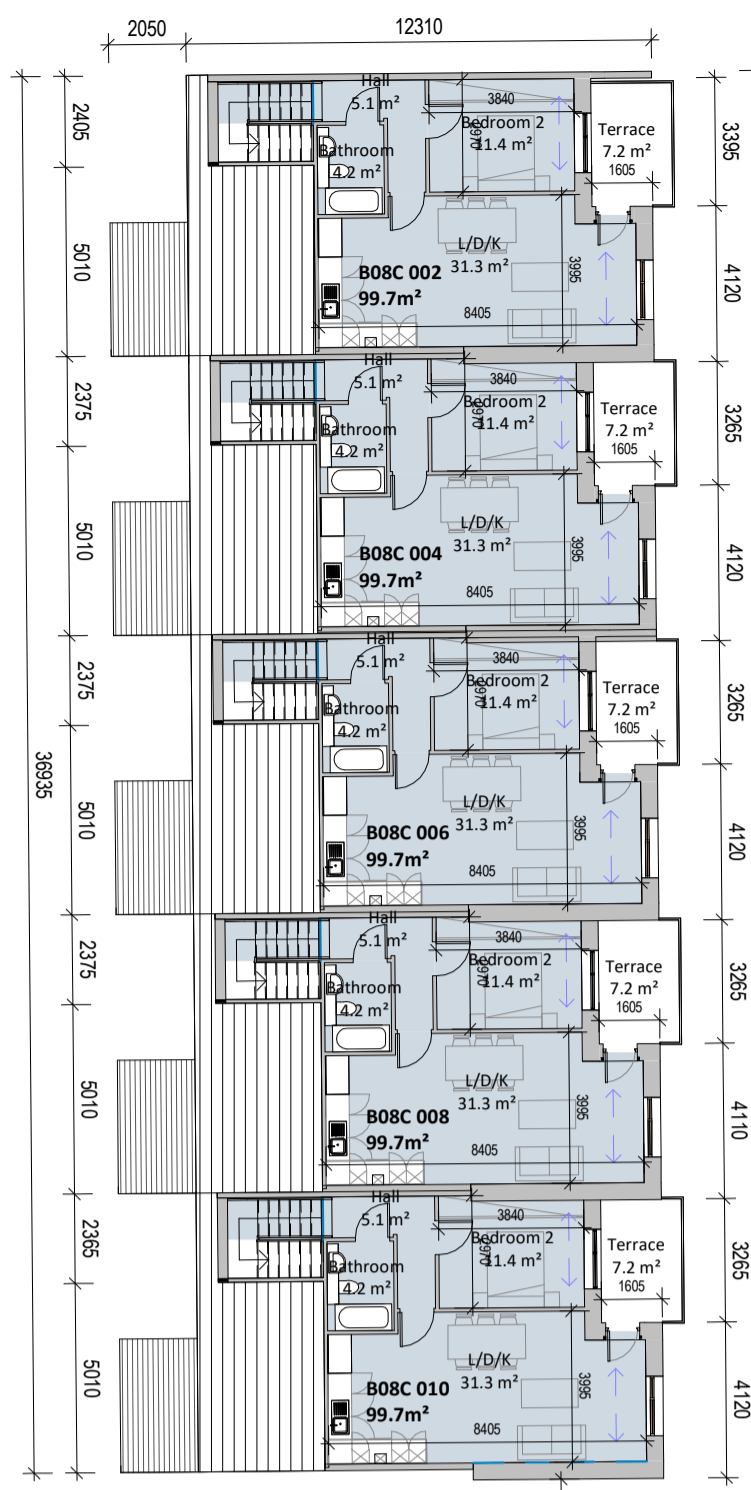 2050
12310
36935
2405
5010
2375
5010
2375
5010
2375
5010
2365
5010
Hall
5.1 m²
3840
Bedroom 2
11.4 m²
2970
Terrace
7.2 m²
1605
3395
Bathroom
4.2 m²
L/D/K
31.3 m²
3995
B08C 002
99.7m²
8405
4120
Hall
5.1 m²
3840
Bedroom 2
11.4 m²
2970
Terrace
7.2 m²
1605
3265
Bathroom
4.2 m²
L/D/K
31.3 m²
3995
B08C 004
99.7m²
8405
4120
Hall
5.1 m²
3840
Bedroom 2
11.4 m²
2970
Terrace
7.2 m²
1605
3265
Bathroom
4.2 m²
L/D/K
31.3 m²
3995
B08C 006
99.7m²
8405
4120
Hall
5.1 m²
3840
Bedroom 2
11.4 m²
2970
Terrace
7.2 m²
1605
3265
Bathroom
4.2 m²
L/D/K
31.3 m²
3995
B08C 008
99.7m²
8405
4110
Hall
5.1 m²
3840
Bedroom 2
11.4 m²
2970
Terrace
7.2 m²
1605
3265
Bathroom
4.2 m²
L/D/K
31.3 m²
3995
B08C 010
99.7m²
8405
4120